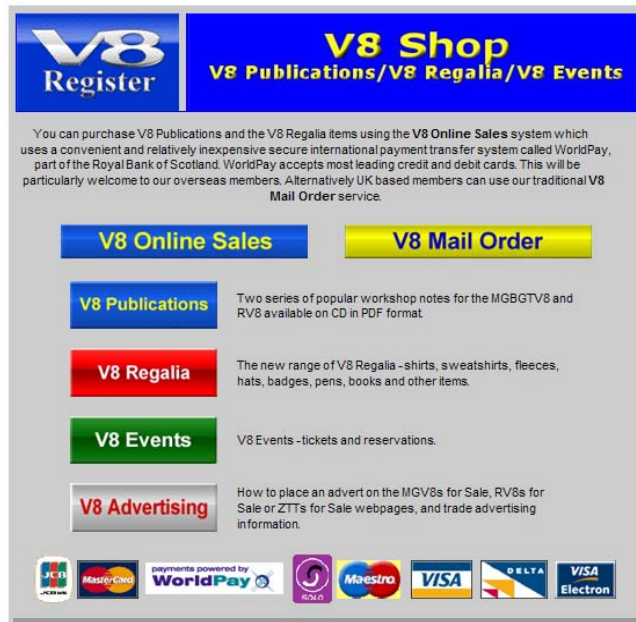 V8
Register
V8 Shop
V8 Publications/V8 Regalia/V8 Events
You can purchase V8 Publications and the V8 Regalia items using the V8 Online Sales system which
uses a convenient and relatively inexpensive secure international payment transfer system called WorldPay,
part of the Royal Bank of Scotland. WorldPay accepts most leading credit and debit cards. This will be
particularly welcome to our overseas members. Alternatively UK based members can use our traditional V8
Mail Order service.
V8 Online Sales
V8 Mail Order
V8 Publications
Two series of popular workshop notes for the MGBGTV8 and
RV8 available on CD in PDF format.
V8 Regalia
The new range of V8 Regalia - shirts, sweatshirts, fleeces,
hats, badges, pens, books and other items.
V8 Events
V8 Events - tickets and reservations.
V8 Advertising
How to place an advert on the MGV8s for Sale, RV8s for
Sale or ZTTs for Sale webpages, and trade advertising
information.
JCB
MasterCard
payments powered by
WorldPay
SOLO
Maestro
VISA
DELTA
VISA
Electron